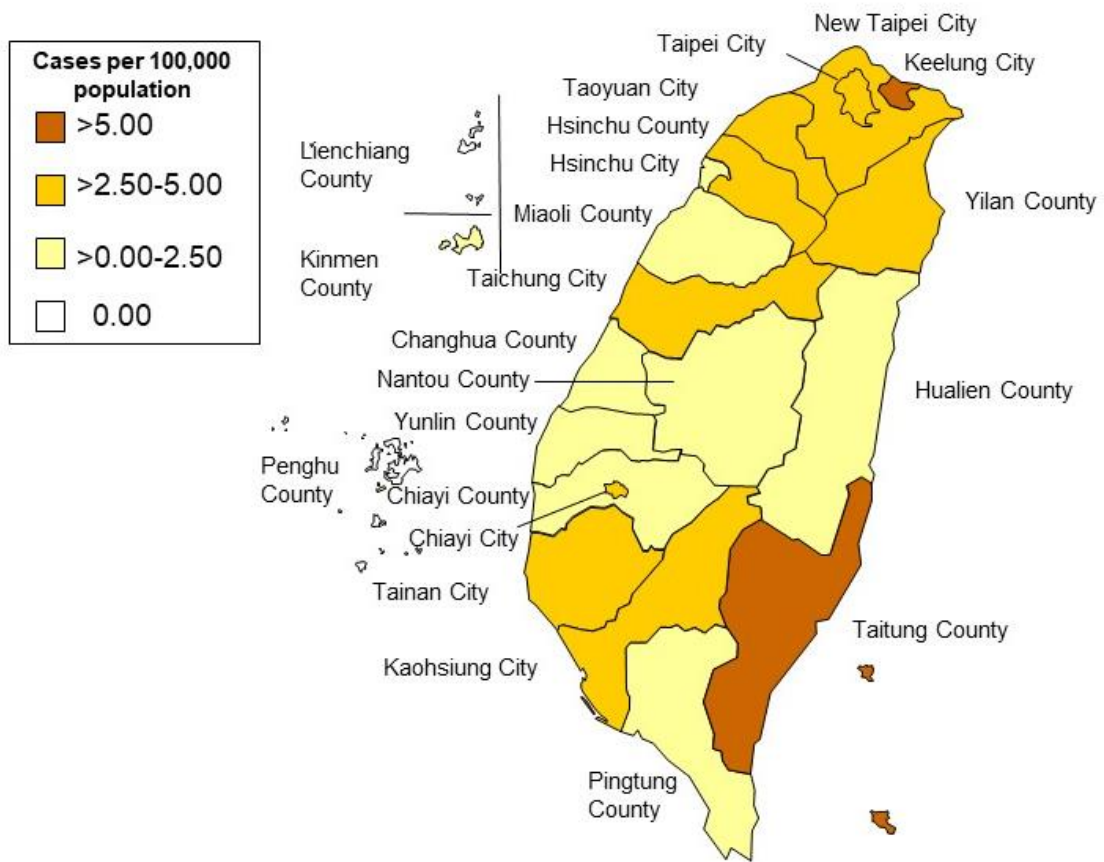 Cases per 100,000
population
>5.00
>2.50-5.00
>0.00-2.50
0.00
New Taipei City
Taipei City
Keelung City
Taoyuan City
Hsinchu County
Lienchiang
County
Hsinchu City
Yilan County
Miaoli County
Kinmen
County
Taichung City
Changhua County
Nantou County
Hualien County
Yunlin County
Penghu
County
Chiayi County
Chiayi City
Tainan City
Taitung County
Kaohsiung City
Pingtung
County